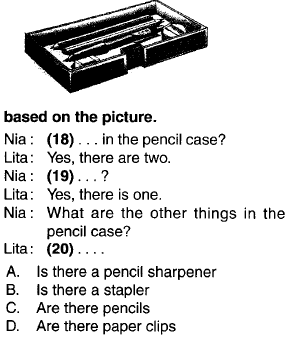 based on the picture.
Nia : (18) . . . in the pencil case?
Lita: Yes, there are two.
Nia : (19) . . . ?
Lita: Yes, there is one.
Nia : What are the other things in the
pencil case?
Lita: (20) . . . .
A. Is there a pencil sharpener
B. Is there a stapler
C. Are there pencils
D. Are there paper clips